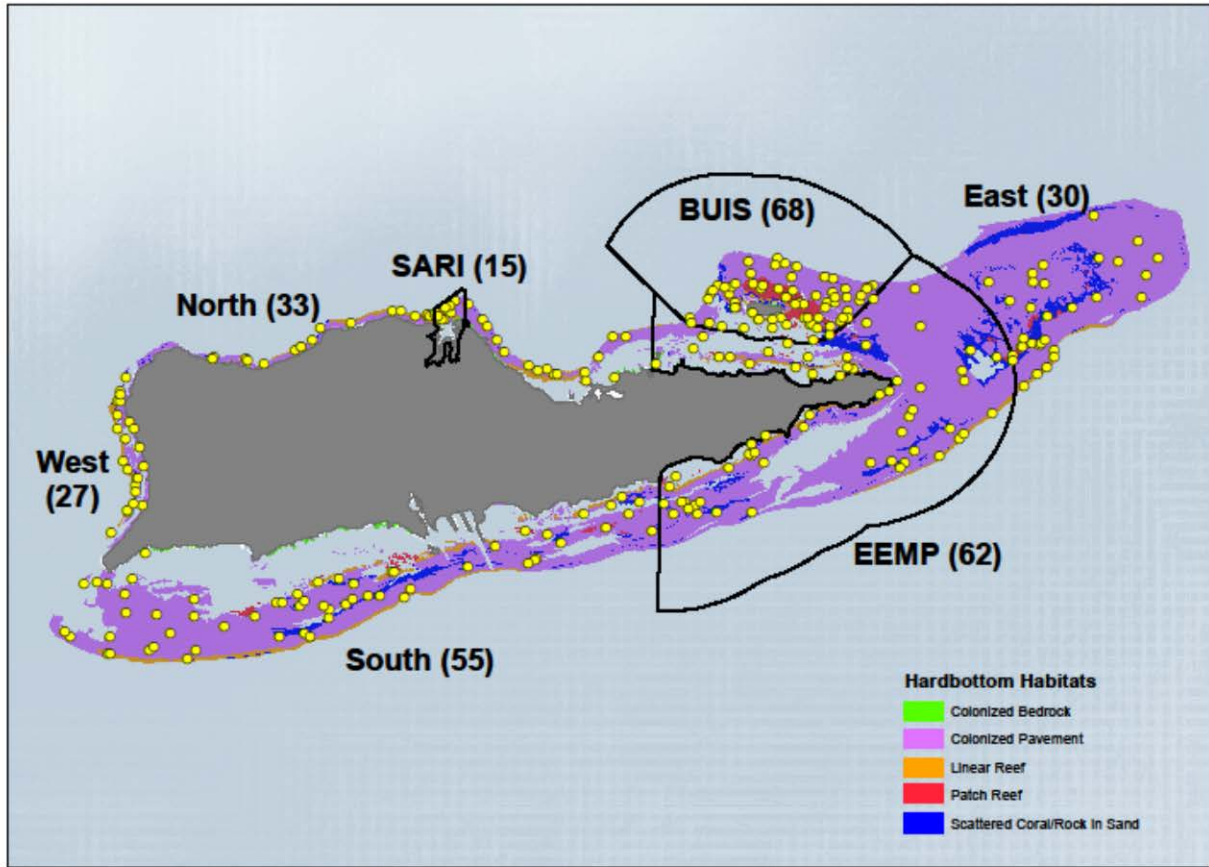 BUIS (68)
East (30)
SARI (15)
North (33)
West
(27)
EEMP (62)
South (55)
Hardbottom Habitats
Colonized Bedrock
Colonized Pavement
Linear Reef
Patch Reef
Scattered Coral/Rock In Sand